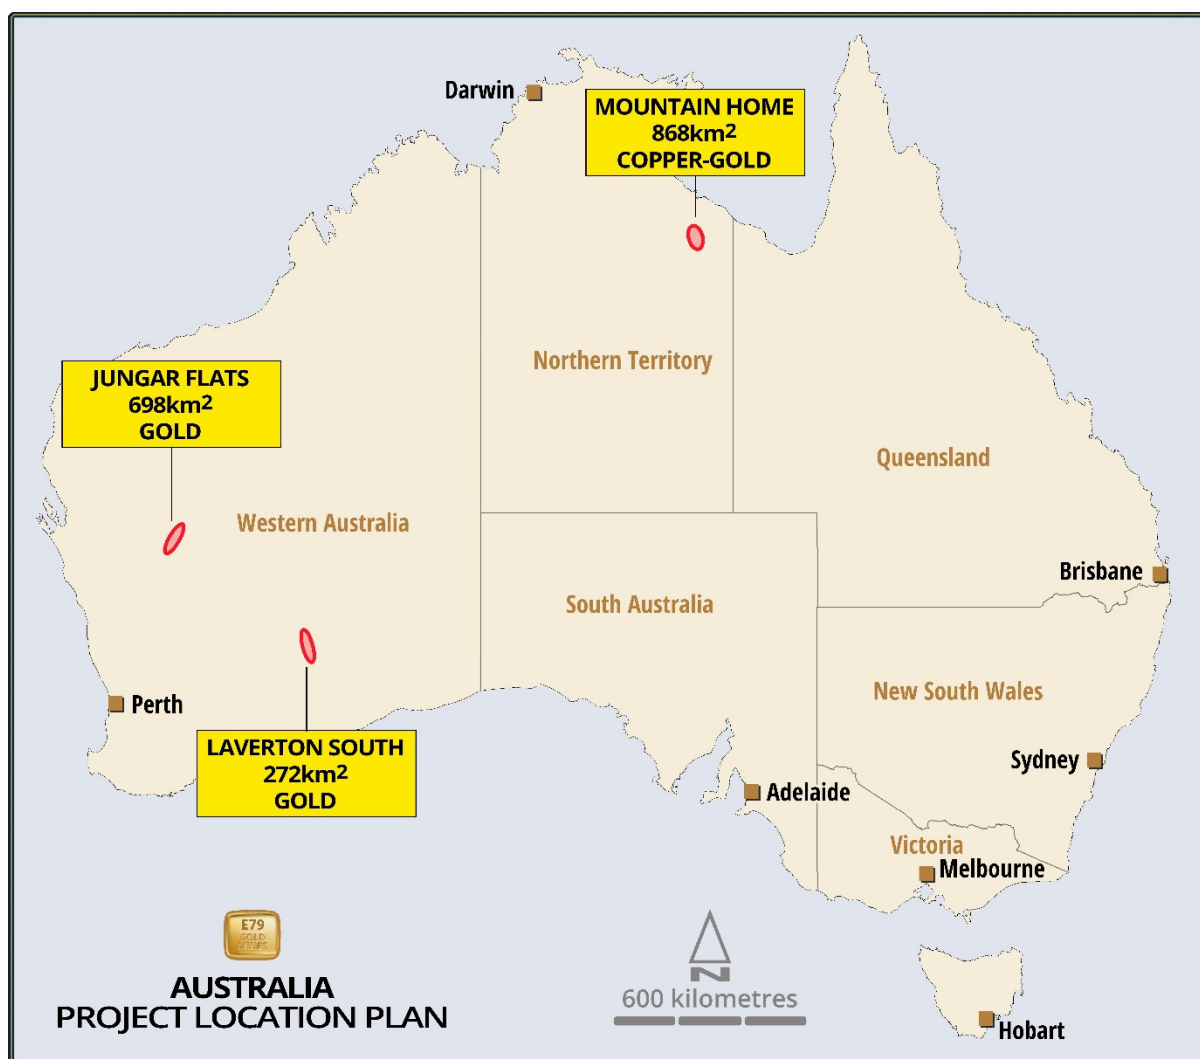 Darwin
MOUNTAIN HOME
868km²
COPPER-GOLD
Northern Territory
JUNGAR FLATS
698km²
GOLD
Queensland
Western Australia
Brisbane
South Australia
New South Wales
Perth
LAVERTON SOUTH
272km²
GOLD
Sydney
Adelaide
Victoria
Melbourne
E79
GOLD
MINES
AUSTRALIA
PROJECT LOCATION PLAN
N
600 kilometres
Hobart